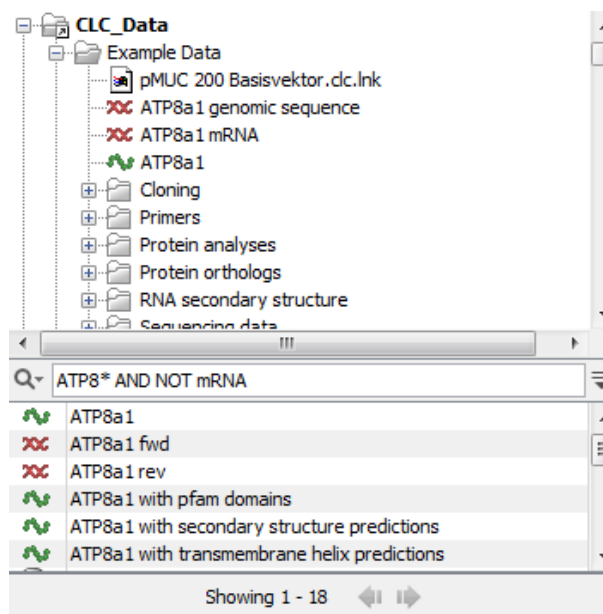 CLC_Data
Example Data
pMUC 200 Basisvektor.clc.lnk
ATP8a1 genomic sequence
ATP8a1 mRNA
ATP8a1
Cloning
Primers
Protein analyses
Protein orthologs
RNA secondary structure
Sequencing data
ATP8* AND NOT mRNA
ATP8a1
ATP8a1 fwd
ATP8a1 rev
ATP8a1 with pfam domains
ATP8a1 with secondary structure predictions
ATP8a1 with transmembrane helix predictions
Showing 1 - 18